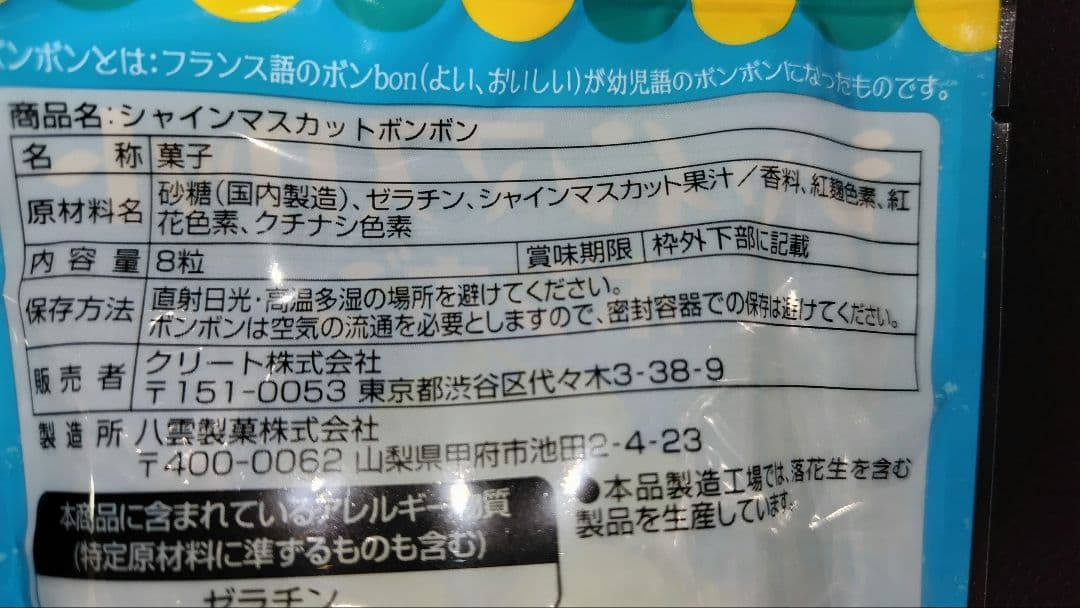 ボンボンとは：フランス語のボンbon（よい、おいしい）が幼児語のボンボンになったものです。
商品名：シャインマスカットボンボン
名称 菓子
原材料名 砂糖（国内製造）、ゼラチン、シャインマスカット果汁／香料、紅麹色素、紅
花色素、クチナシ色素
内容量 8粒 賞味期限 枠外下部に記載
保存方法 直射日光・高温多湿の場所を避けてください。
ボンボンは空気の流通を必要としますので、密封容器での保存は避けてください。
販売者 クリート株式会社
〒151-0053 東京都渋谷区代々木3-38-9
製造所 八雲製菓株式会社
〒400-0062 山梨県甲府市池田2-4-23
本商品に含まれているアレルギー物質
（特定原材料に準ずるものも含む）
ゼラチン
●本品製造工場では、落花生を含む
製品を生産しています。